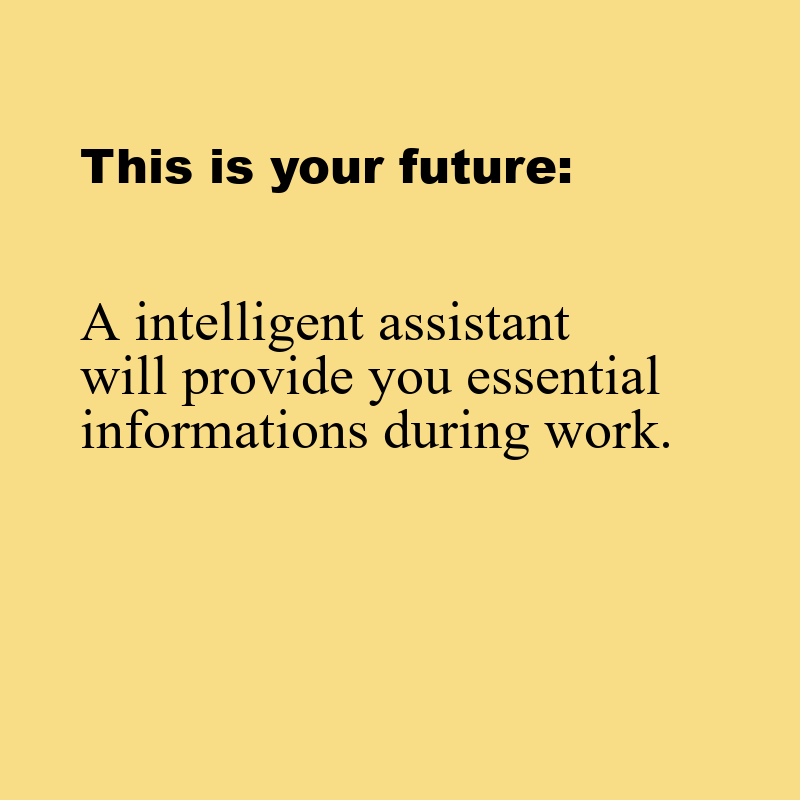 This is your future:
A intelligent assistant
will provide you essential
informations during work.